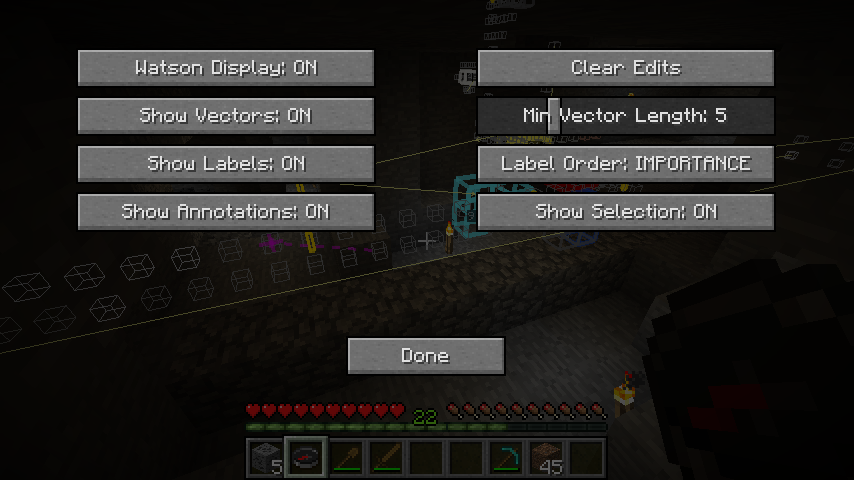 Watson Display: ON
Clear Edits
Show Vectors: ON
Min Vector Length: 5
Show Labels: ON
Label Order: IMPORTANCE
Show Annotations: ON
Show Selection: ON
Done
22
5
45